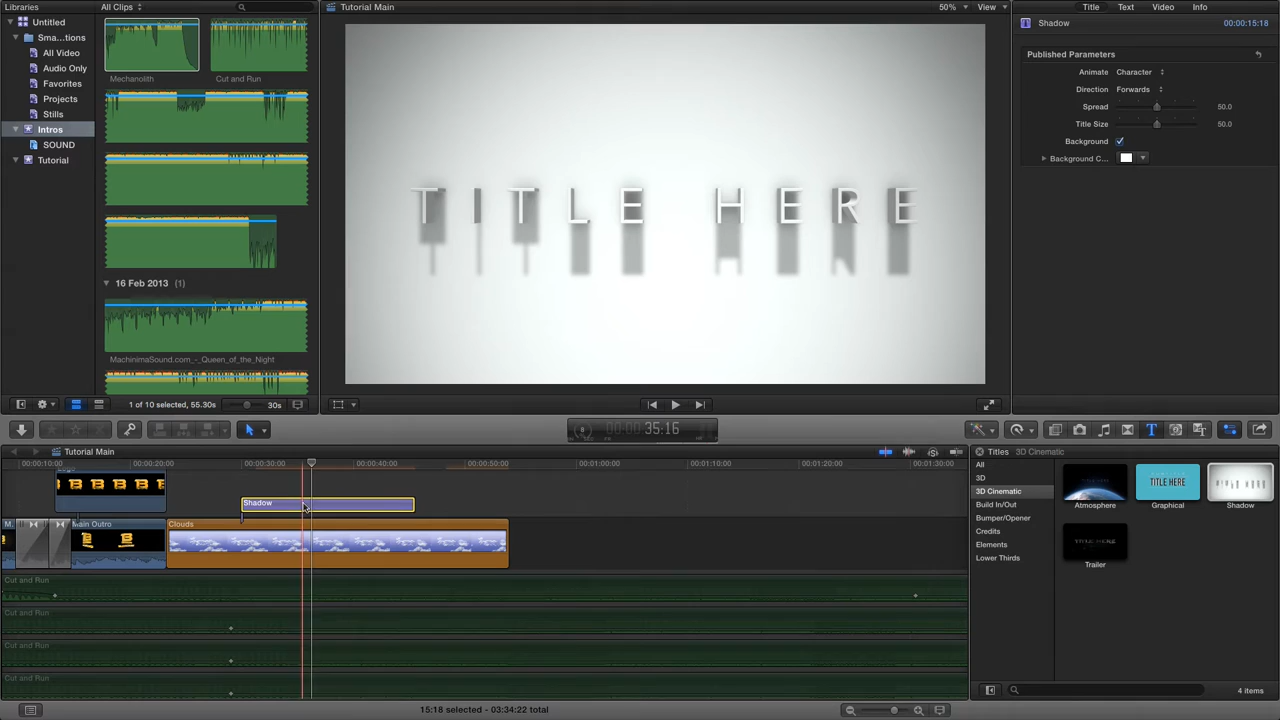 Libraries
Untitled
Sma...tions
All Video
Audio Only
Favorites
Projects
Stills
Intros
SOUND
Tutorial
All Clips
Mechanolith
Cut and Run
16 Feb 2013 (1)
MachinimaSound.com_-_Queen_of_the_Night
1 of 10 selected, 55.30s
30s
Tutorial Main
50%
View
TITLE HERE
Title
Text
Video
Info
Shadow
00:00:15:18
Published Parameters
Animate Character
Direction Forwards
Spread 50.0
Title Size 50.0
Background
Background C...
00:00:35:16
Tutorial Main
00:00:10:00
00:00:20:00
00:00:30:00
00:00:40:00
00:00:50:00
00:01:00:00
00:01:10:00
00:01:20:00
00:01:30:00
Shadow
M.
Main Outro
Clouds
Cut and Run
Cut and Run
Cut and Run
Cut and Run
Titles 3D Cinematic
All
3D
3D Cinematic
Build In/Out
Bumper/Opener
Credits
Elements
Lower Thirds
TITLE HERE
Atmosphere
Graphical
Shadow
Trailer
4 items
15:18 selected - 03:34:22 total